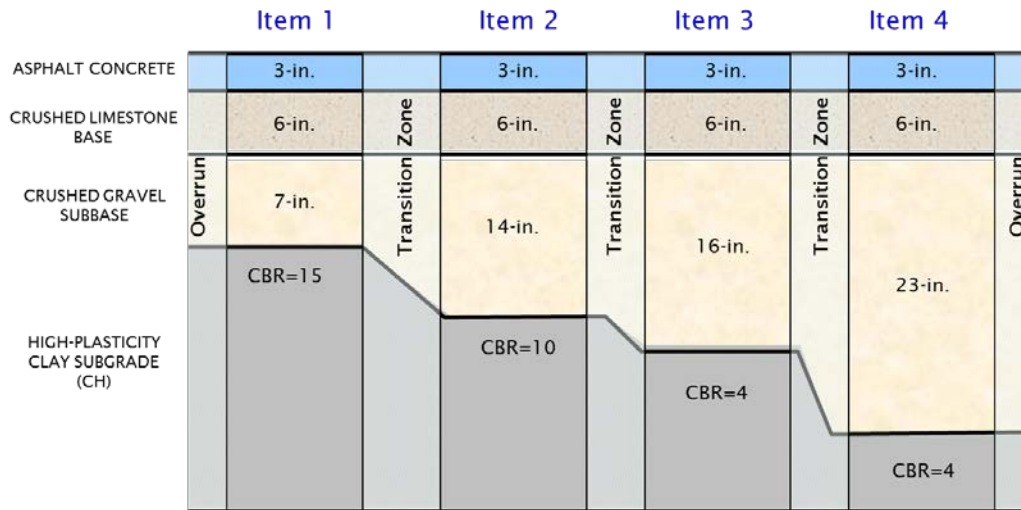 Item 1
Item 2
Item 3
Item 4
ASPHALT CONCRETE
3-in.
3-in.
3-in.
3-in.
CRUSHED LIMESTONE
BASE
6-in.
6-in.
6-in.
6-in.
CRUSHED GRAVEL
SUBBASE
Overrun
7-in.
Transition Zone
14-in.
Transition Zone
16-in.
Transition Zone
23-in.
Overrun
HIGH-PLASTICITY
CLAY SUBGRADE
(CH)
CBR=15
CBR=10
CBR=4
CBR=4